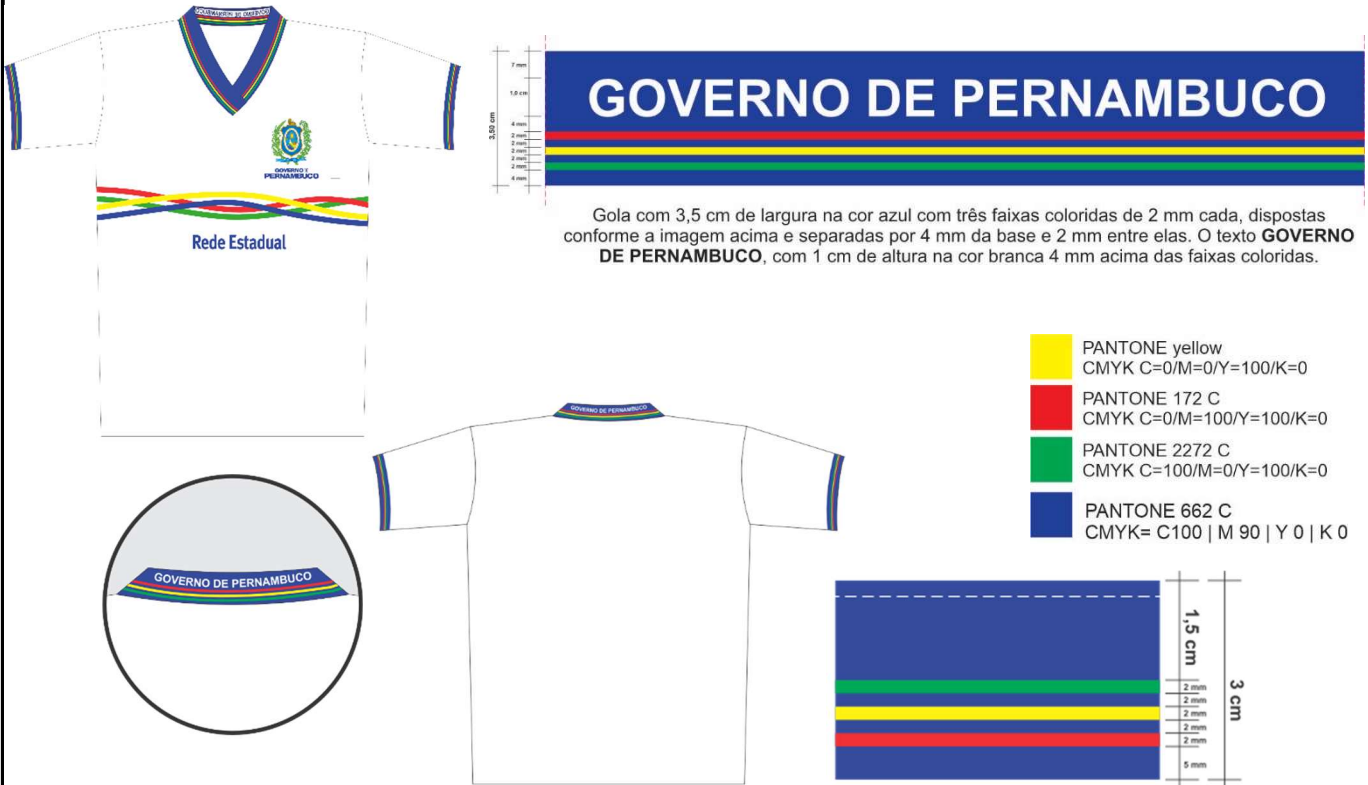 GOVERNO DE PERNAMBUCO
PERNAMBUCO
Rede Estadual
3,50 cm
7 mm
1,0 cm
4 mm
2 mm
2 mm
2 mm
2 mm
2 mm
4 mm
GOVERNO DE PERNAMBUCO
Gola com 3,5 cm de largura na cor azul com três faixas coloridas de 2 mm cada, dispostas
conforme a imagem acima e separadas por 4 mm da base e 2 mm entre elas. O texto GOVERNO
DE PERNAMBUCO, com 1 cm de altura na cor branca 4 mm acima das faixas coloridas.
PANTONE yellow
CMYK C=0/M=0/Y=100/K=0
PANTONE 172 C
CMYK C=0/M=100/Y=100/K=0
PANTONE 2272 C
CMYK C=100/M=0/Y=100/K=0
PANTONE 662 C
CMYK= C100 | M 90 | Y 0 | K 0
GOVERNO DE PERNAMBUCO
GOVERNO DE PERNAMBUCO
1,5 cm
2 mm
2 mm
2 mm
2 mm
2 mm
5 mm
3 cm